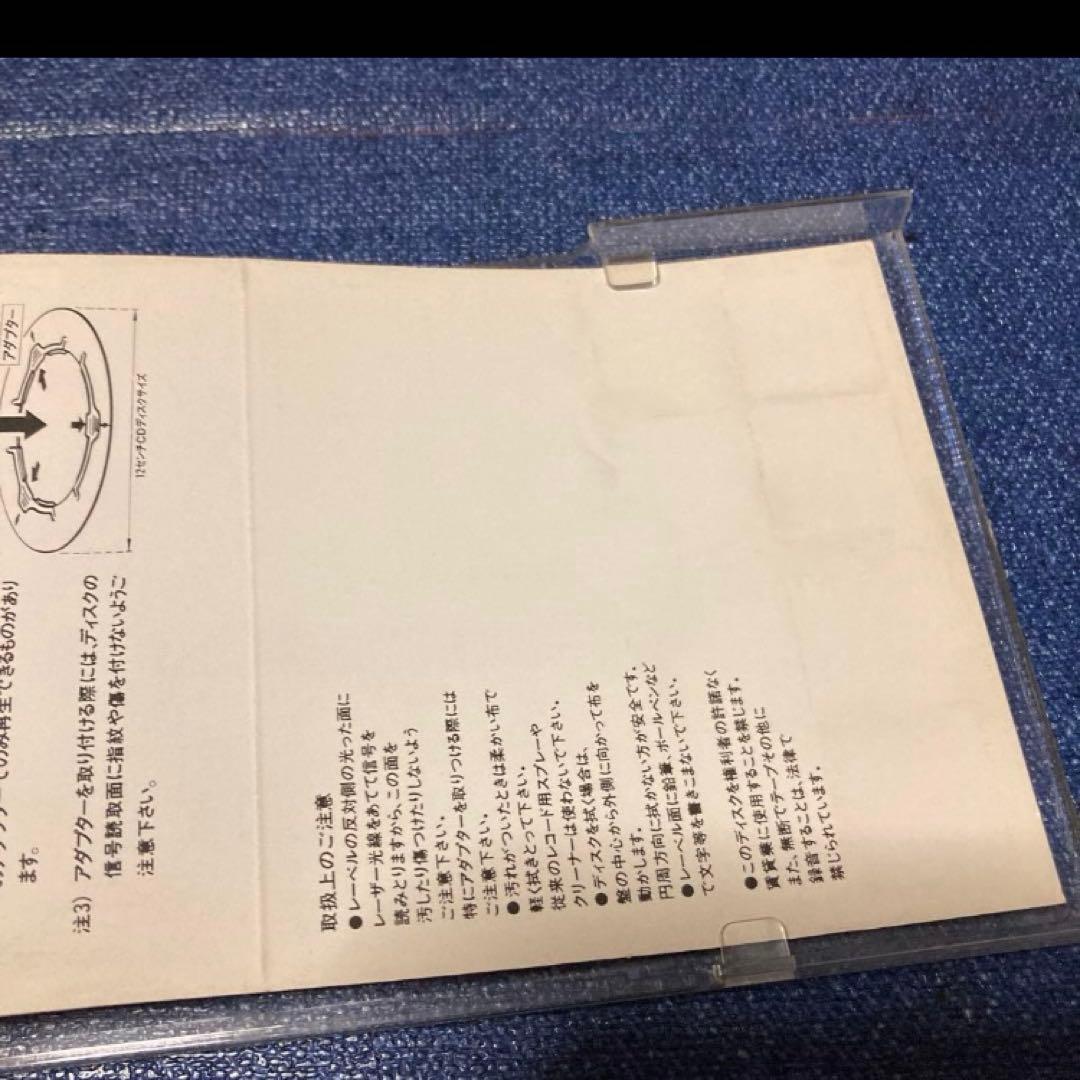 アダプター
12センチCDディスクサイズ
のみ再生できるものがあり
ます。
注3) アダプターを取り付ける際には、ディスクの
信号読取面に指紋や傷を付けないようご
注意下さい。
取扱上のご注意
●レーベルの反対側の光った面に
レーザー光線をあてて信号を
読みとりますから、この面を
汚したり傷つけたりしないよう
ご注意下さい。
特にアダプターを取りつける際には
ご注意下さい。
●汚れがついたときは柔かい布で
軽く拭きとって下さい。
従来のレコード用スプレーや
クリーナーは使わないで下さい。
●ディスクを拭く場合は、
盤の中心から外側に向かって布を
動かします。
円周方向に拭かない方が安全です。
●レーベル面に鉛筆、ボールペンなど
で文字等を書きこまないで下さい。
●このディスクを権利者の許諾なく
賃貸業に使用することを禁じます。
また、無断でテープその他に
録音することは、法律で
禁じられています。